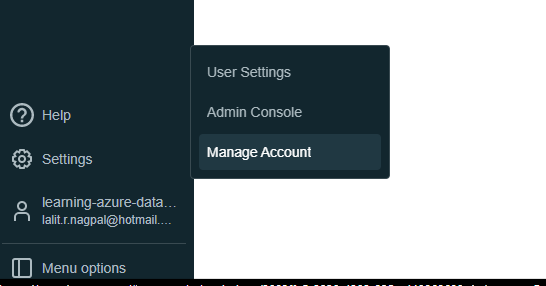 User Settings
Admin Console
Manage Account
Help
Settings
learning-azure-data...
lalit.r.nagpal@hotmail....
Menu options